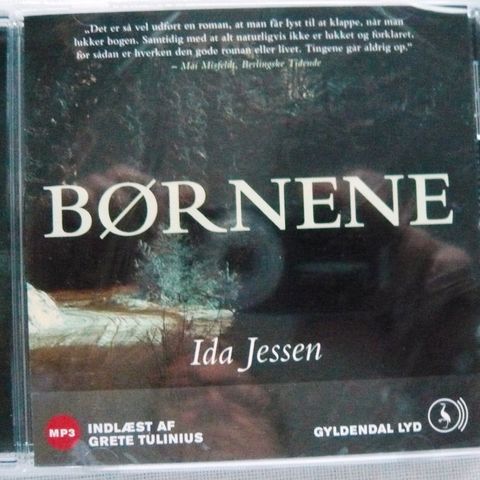 „Det er så vel udført en roman, at man får lyst til at klappe, når man
lukker bogen. Samtidig med at alt naturligvis ikke er lukket og forklaret,
for sådan er hverken den gode roman eller livet. Tingene går aldrig op.”
– Mai Misfeldt, Berlingske Tidende
BØRNENE
Ida Jessen
MP3
INDLÆST AF
GRETE TULINIUS
GYLDENDAL LYD